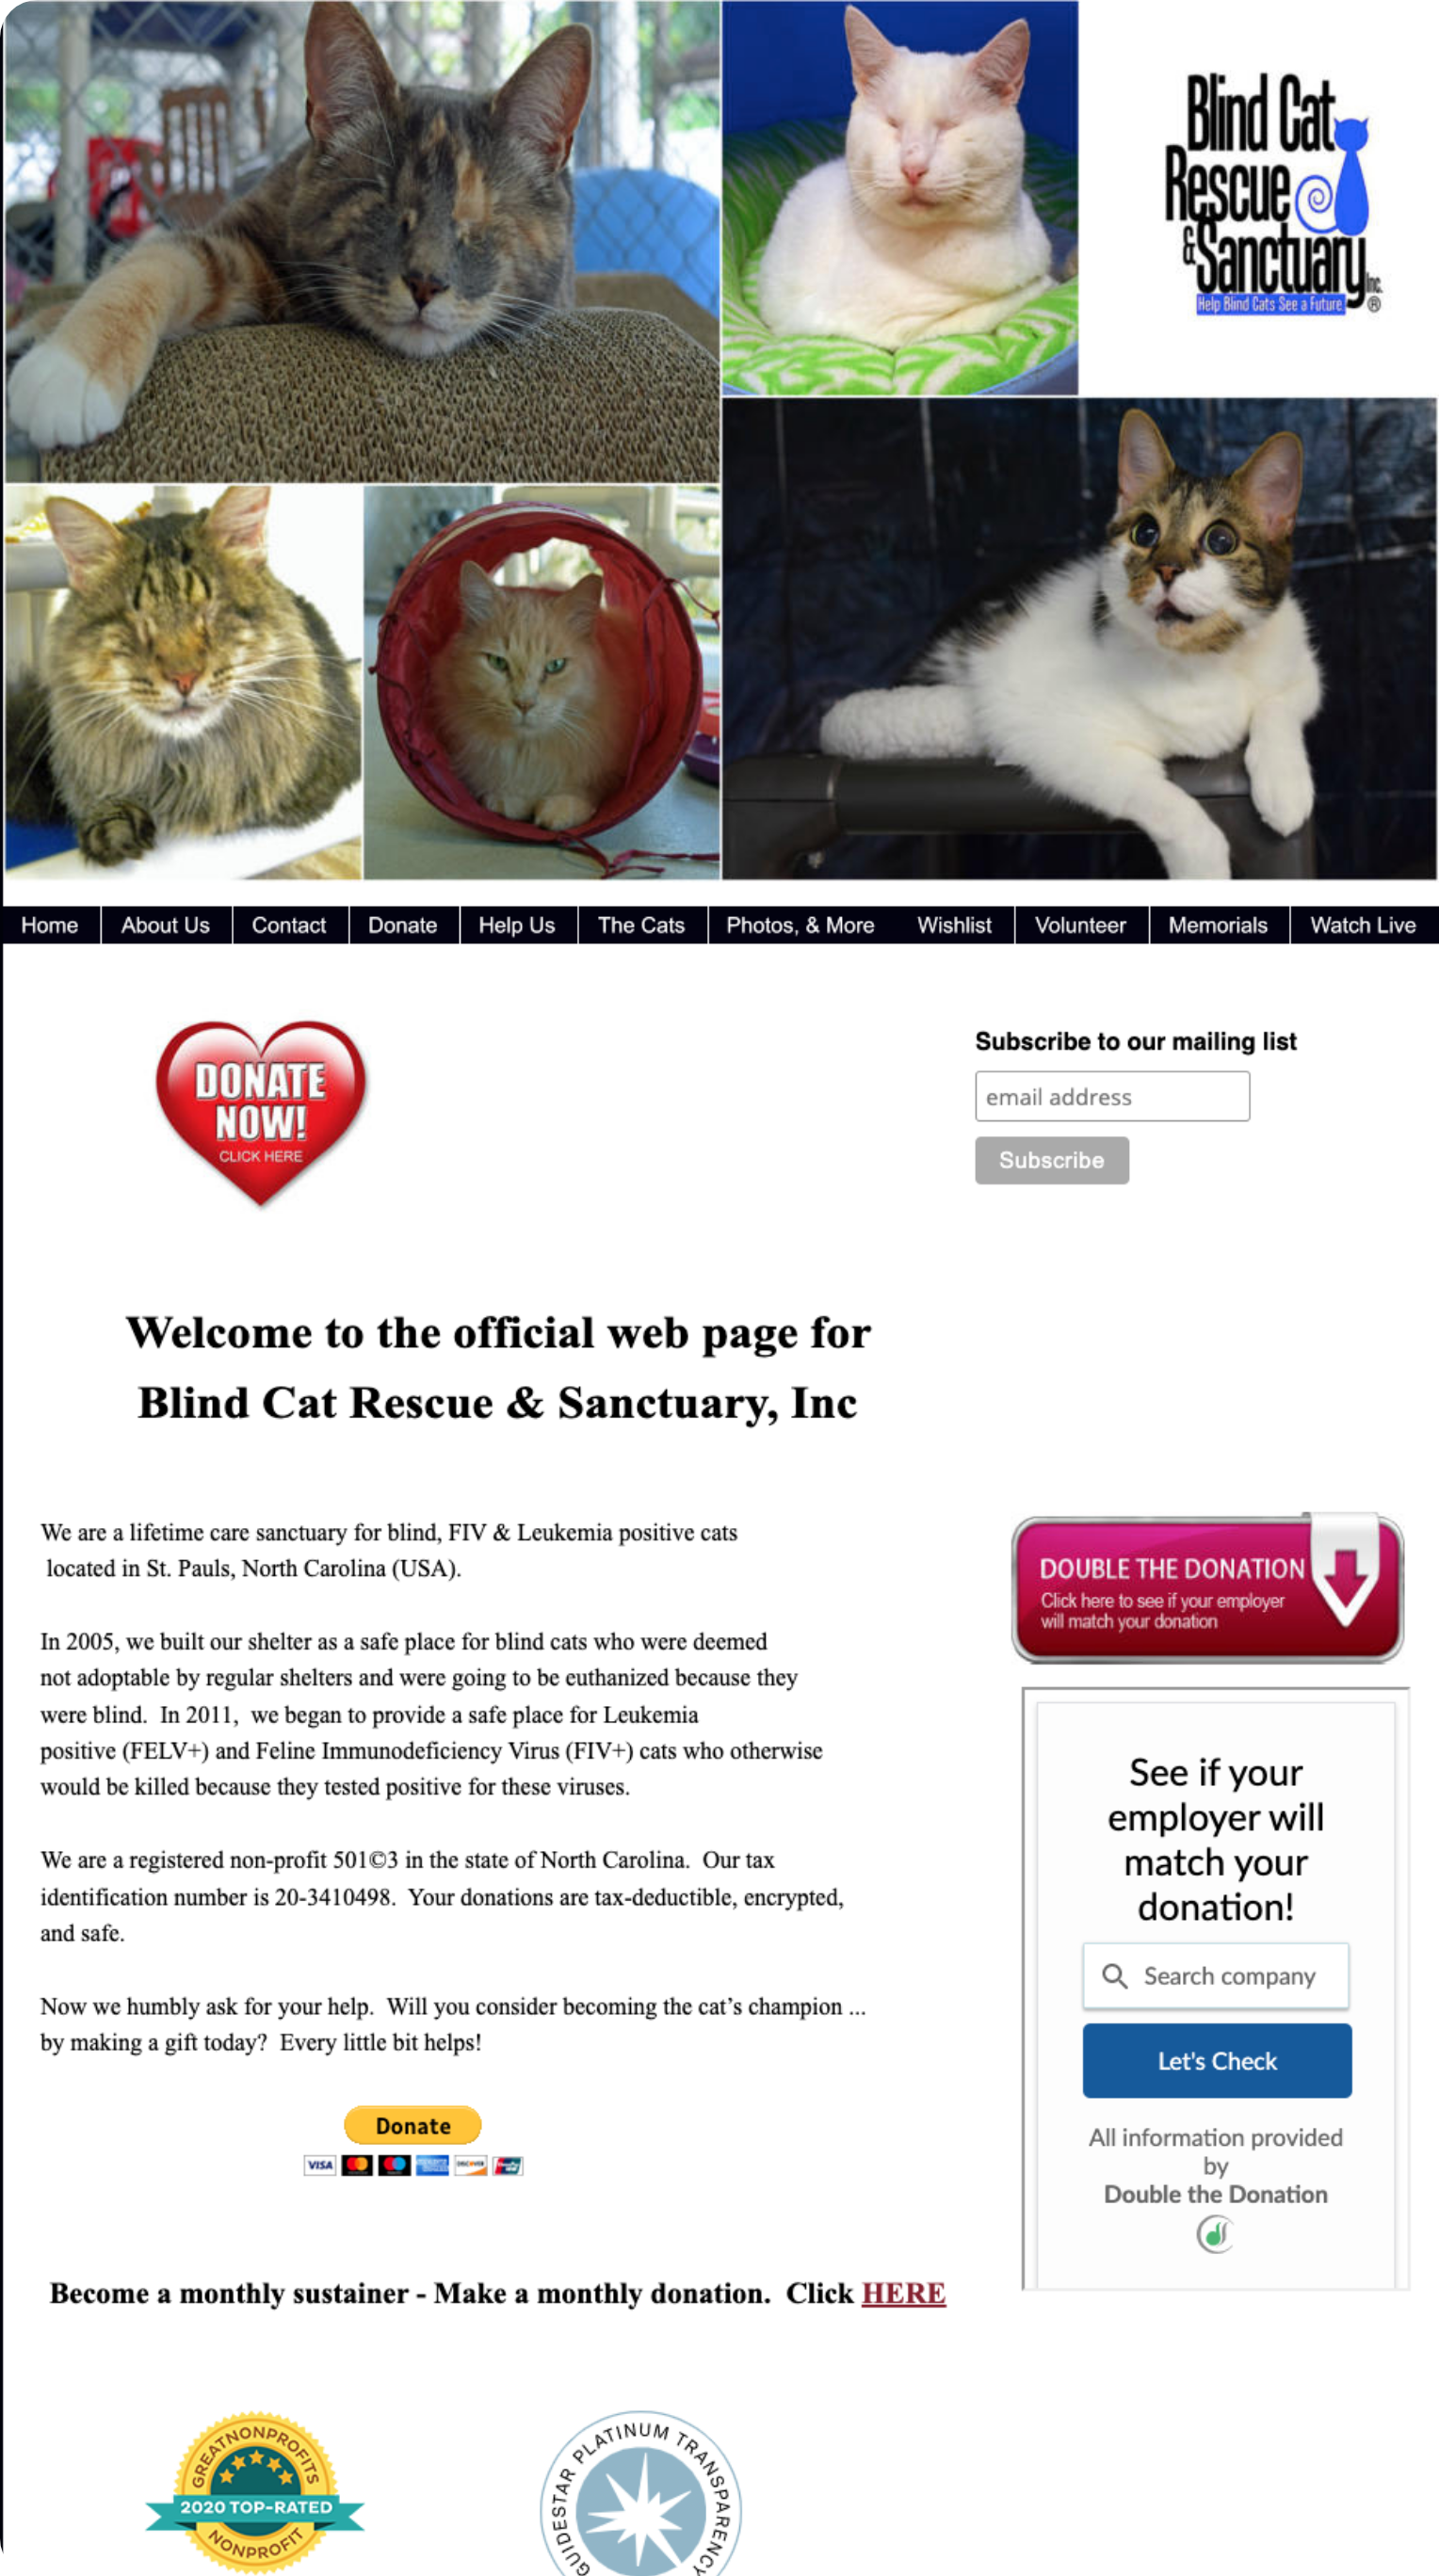 Blind Cat
Rescue
& Sanctuary Inc.
Help Blind Cats See a Future ®
Home About Us Contact Donate Help Us The Cats Photos, & More Wishlist Volunteer Memorials Watch Live
DONATE
NOW!
CLICK HERE
Subscribe to our mailing list
email address
Subscribe
Welcome to the official web page for
Blind Cat Rescue & Sanctuary, Inc
We are a lifetime care sanctuary for blind, FIV & Leukemia positive cats
located in St. Pauls, North Carolina (USA).
In 2005, we built our shelter as a safe place for blind cats who were deemed
not adoptable by regular shelters and were going to be euthanized because they
were blind.  In 2011,  we began to provide a safe place for Leukemia
positive (FELV+) and Feline Immunodeficiency Virus (FIV+) cats who otherwise
would be killed because they tested positive for these viruses.
We are a registered non-profit 501©3 in the state of North Carolina.  Our tax
identification number is 20-3410498.  Your donations are tax-deductible, encrypted,
and safe.
Now we humbly ask for your help.  Will you consider becoming the cat’s champion ...
by making a gift today?  Every little bit helps!
Donate
VISA DISCOVER
Become a monthly sustainer - Make a monthly donation.  Click HERE
DOUBLE THE DONATION
Click here to see if your employer
will match your donation
See if your
employer will
match your
donation!
Search company
Let's Check
All information provided
by
Double the Donation
GREATNONPROFITS
2020 TOP-RATED
NONPROFIT
GUIDESTAR PLATINUM TRANSPARENCY